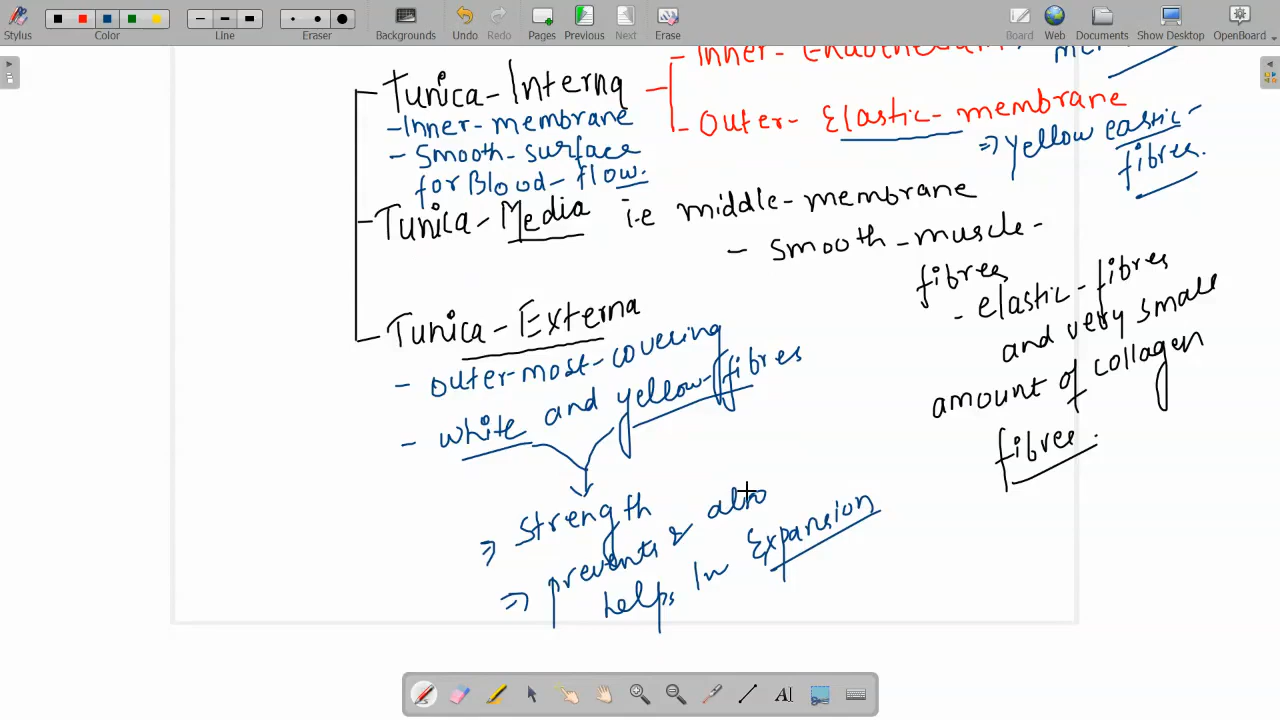 Stylus Color Line Eraser Backgrounds Undo Pages Previous Next Erase Board Web Documents Show Desktop OpenBoard
- Inner- Endothelium
Tunica-Interna
- Outer- Elastic- membrane
-Inner-membrane
=> yellow eastic-
fibres.
- Smooth-surface
for Blood-flow.
Tunica-Media i.e middle-membrane
- smooth-muscle-
fibres
- elastic-fibres
and very small
amount of collagen
fibres.
Tunica-Externa
- outer-most-covering
- white and yellow-fibres
=> strength
=> prevents & also
helps In Expansion